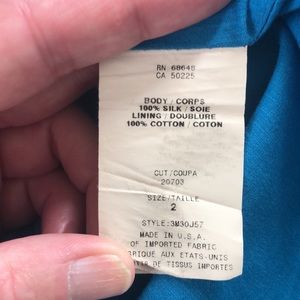 RN 68648
CA 50225
BODY / CORPS
100% SILK / SOIE
LINING / DOUBLURE
100% COTTON / COTON
CUT/COUPA
20703
SIZE/TAILLE
2
STYLE:3M30J57
MADE IN U.S.A.
OF IMPORTED FABRIC
BRIQUE AUX ETATS-UNIS
DE TISSUS IMPORTES